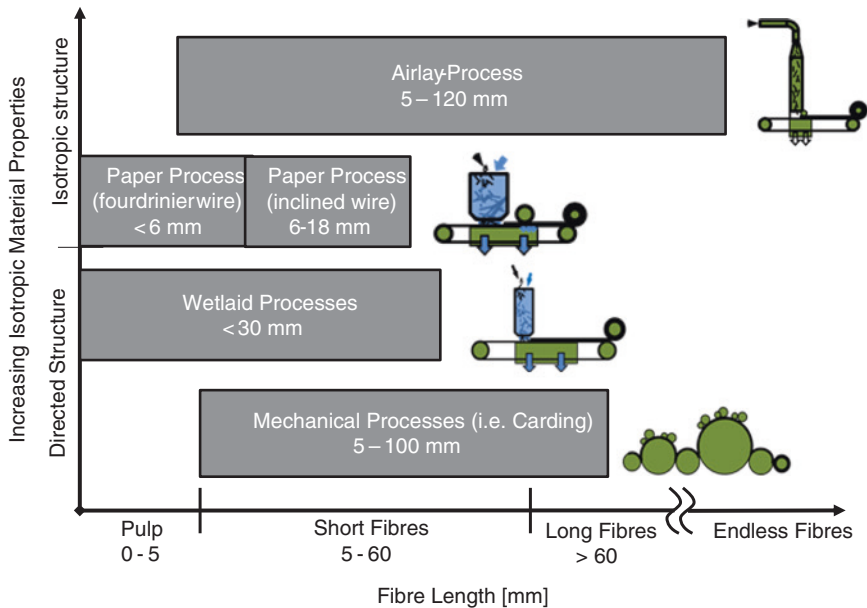 Increasing Isotropic Material Properties
Isotropic structure
Directed Structure
Airlay-Process
5 – 120 mm
Paper Process
(fourdrinier wire)
< 6 mm
Paper Process
(inclined wire)
6-18 mm
Wetlaid Processes
< 30 mm
Mechanical Processes (i.e. Carding)
5 – 100 mm
Pulp
0 - 5
Short Fibres
5 - 60
Long Fibres
> 60
Endless Fibres
Fibre Length [mm]